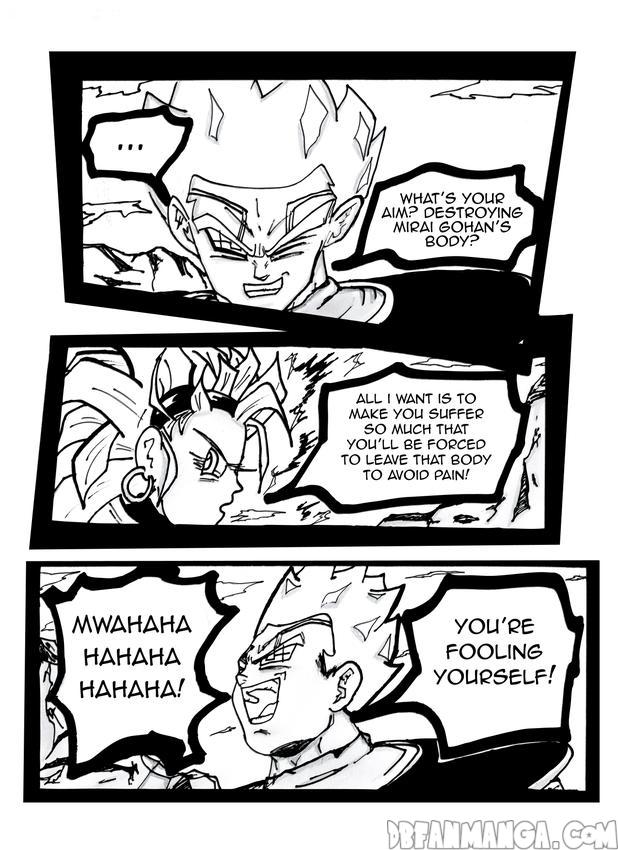 ...
WHAT'S YOUR
AIM? DESTROYING
MIRAI GOHAN'S
BODY?
ALL I WANT IS TO
MAKE YOU SUFFER
SO MUCH THAT
YOU'LL BE FORCED
TO LEAVE THAT BODY
TO AVOID PAIN!
MWAHAHA
HAHAHA
HAHAHA!
YOU'RE
FOOLING
YOURSELF!
DBFANMANGA.COM